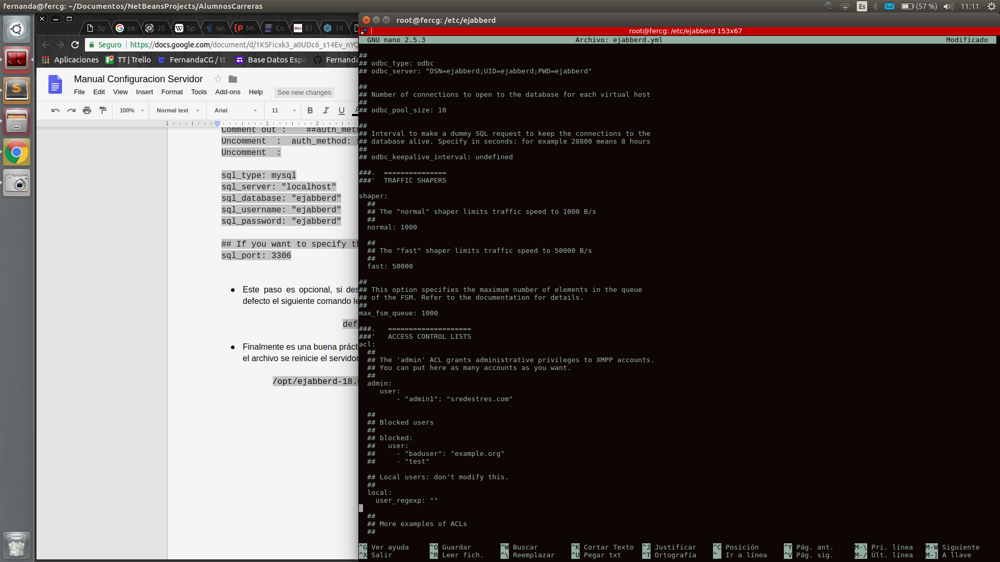 fernanda@fercg: ~/Documentos/NetBeansProjects/AlumnosCarreras
Es
(57 %)
11:11
Sp
se
JS
Sp
wv
Mi
Co
El
14
Seguro
https://docs.google.com/document/d/1KSFicxk3_a0UDc6_s14Ev_nYQ
Aplicaciones
TT | Trello
FernandaCG / tt
Base Datos Espa
Fernanda
Manual Configuracion Servidor
File Edit View Insert Format Tools Add-ons Help
See new changes
100%
Normal text
Arial
11
B I U A
1 1 2
Comment out : ##auth_meth
Uncomment : auth_method:
Uncomment :
sql_type: mysql
sql_server: "localhost"
sql_database: "ejabberd"
sql_username: "ejabberd"
sql_password: "ejabberd"
## If you want to specify th
sql_port: 3306
● Este paso es opcional, si des
defecto el siguiente comando le
def
● Finalmente es una buena práct
el archivo se reinicie el servidor
/opt/ejabberd-18.
root@fercg: /etc/ejabberd
root@fercg: /etc/ejabberd 153x67
GNU nano 2.5.3 Archivo: ejabberd.yml Modificado
##
## odbc_type: odbc
## odbc_server: "DSN=ejabberd;UID=ejabberd;PWD=ejabberd"
##
## Number of connections to open to the database for each virtual host
##
## odbc_pool_size: 10
##
## Interval to make a dummy SQL request to keep the connections to the
## database alive. Specify in seconds: for example 28800 means 8 hours
##
## odbc_keepalive_interval: undefined
###. ===============
###' TRAFFIC SHAPERS
shaper:
##
## The "normal" shaper limits traffic speed to 1000 B/s
##
normal: 1000
##
## The "fast" shaper limits traffic speed to 50000 B/s
##
fast: 50000
##
## This option specifies the maximum number of elements in the queue
## of the FSM. Refer to the documentation for details.
##
max_fsm_queue: 1000
###. ====================
###' ACCESS CONTROL LISTS
acl:
##
## The 'admin' ACL grants administrative privileges to XMPP accounts.
## You can put here as many accounts as you want.
##
admin:
user:
- "admin1": "sredestres.com"
##
## Blocked users
##
## blocked:
## user:
## - "baduser": "example.org"
## - "test"
## Local users: don't modify this.
##
local:
user_regexp: ""
##
## More examples of ACLs
##
^G Ver ayuda ^O Guardar ^W Buscar ^K Cortar Texto ^J Justificar ^C Posición ^Y Pág. ant. M-\ Pri. línea M-W Siguiente
^X Salir ^R Leer fich. ^\ Reemplazar ^U Pegar txt ^T Ortografía ^_ Ir a línea ^V Pág. sig. M-/ Últ. línea M-] A llave